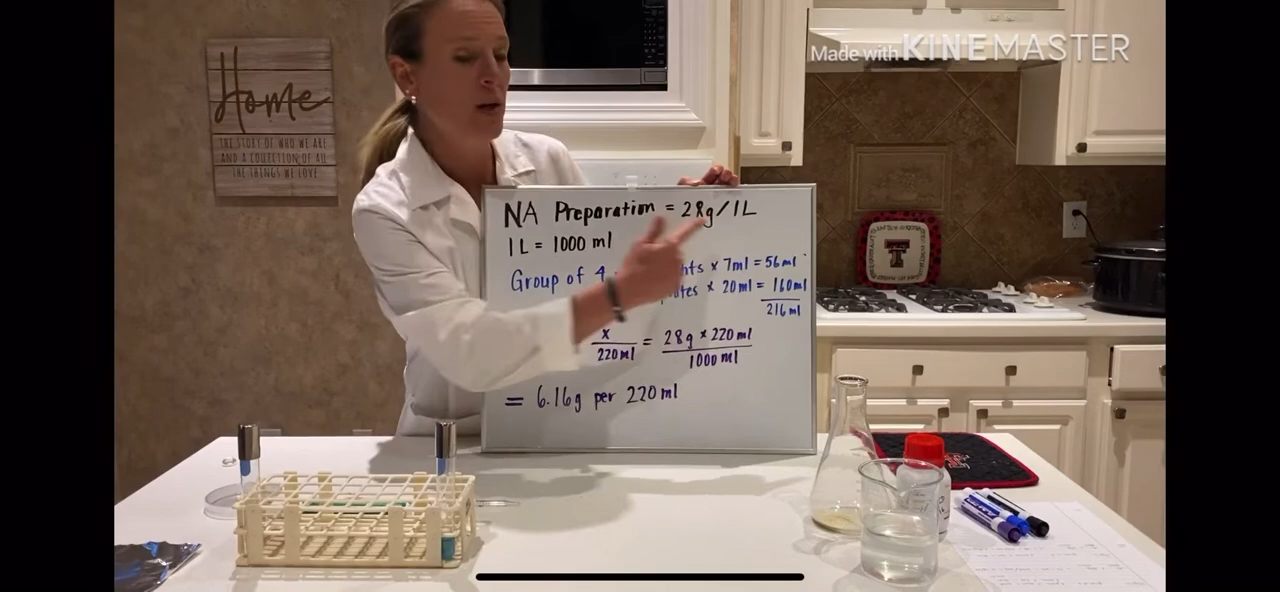 Made with KINEMASTER
Home
THE STORY OF WHO WE ARE
AND A COLLECTION OF ALL
THE THINGS WE LOVE
NA Preparation = 28g/1L
1L = 1000 ml
Group of 4 × 7ml = 56ml
× 20ml = 160ml
216ml
x = 28g × 220ml
220ml 1000 ml
= 6.16g per 220ml
T